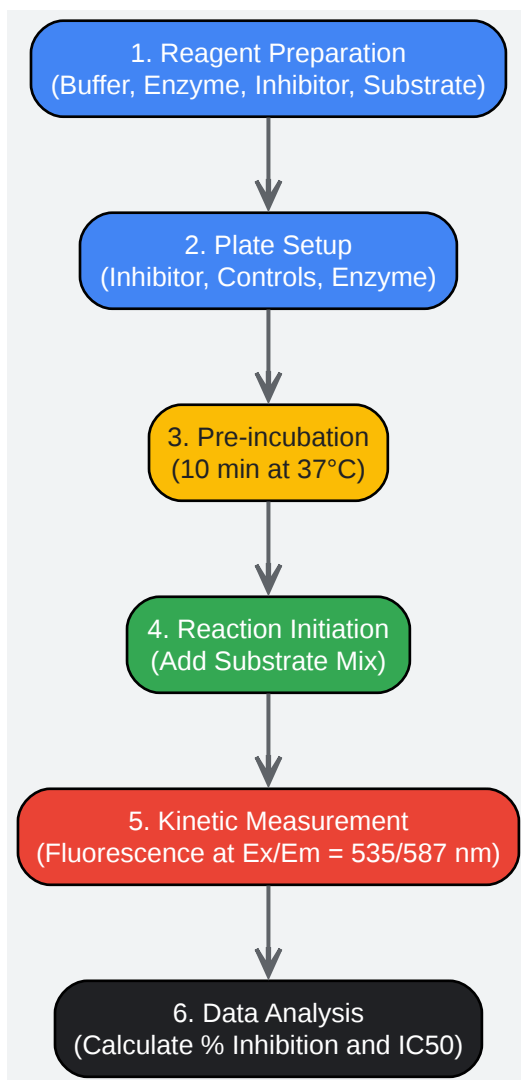 1. Reagent Preparation
(Buffer, Enzyme, Inhibitor, Substrate)
2. Plate Setup
(Inhibitor, Controls, Enzyme)
3. Pre-incubation
(10 min at 37°C)
4. Reaction Initiation
(Add Substrate Mix)
5. Kinetic Measurement
(Fluorescence at Ex/Em = 535/587 nm)
6. Data Analysis
(Calculate % Inhibition and IC50)